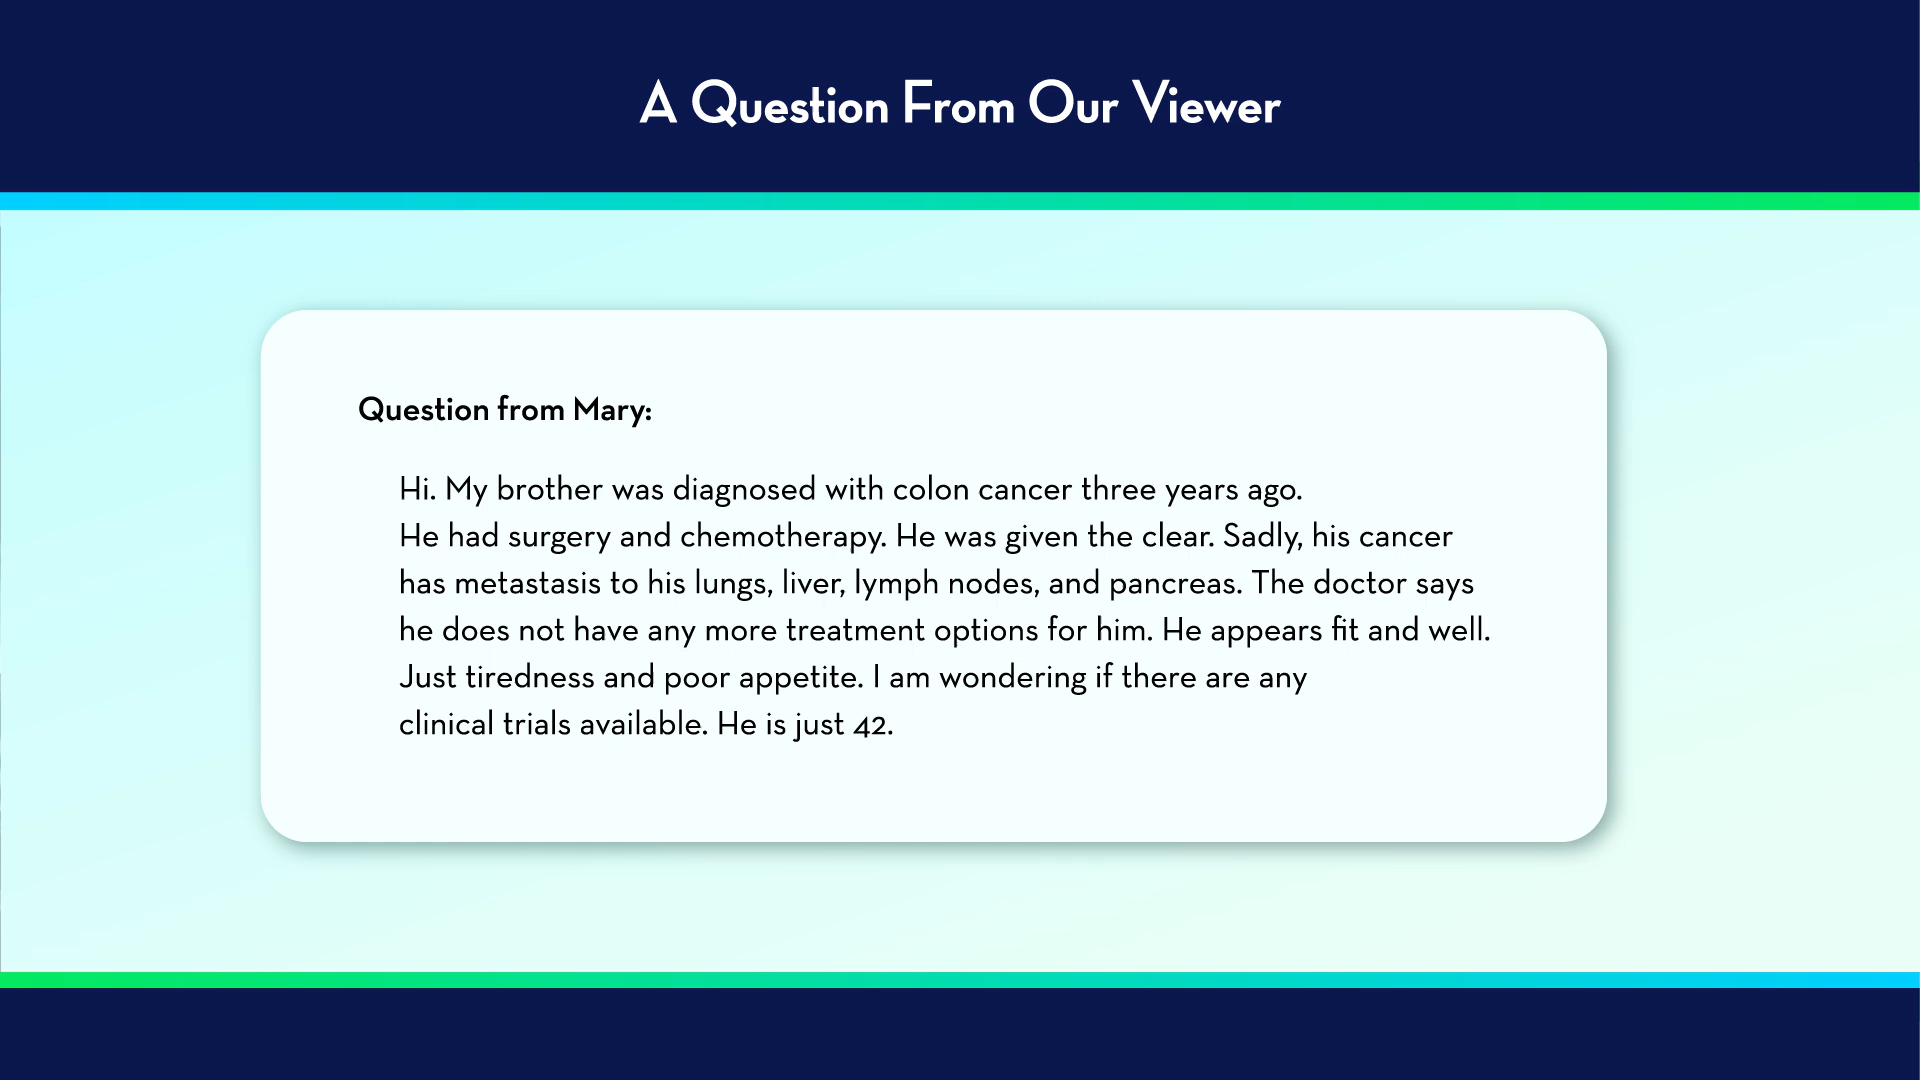 A Question From Our Viewer
Question from Mary:
Hi. My brother was diagnosed with colon cancer three years ago.
He had surgery and chemotherapy. He was given the clear. Sadly, his cancer
has metastasis to his lungs, liver, lymph nodes, and pancreas. The doctor says
he does not have any more treatment options for him. He appears fit and well.
Just tiredness and poor appetite. I am wondering if there are any
clinical trials available. He is just 42.